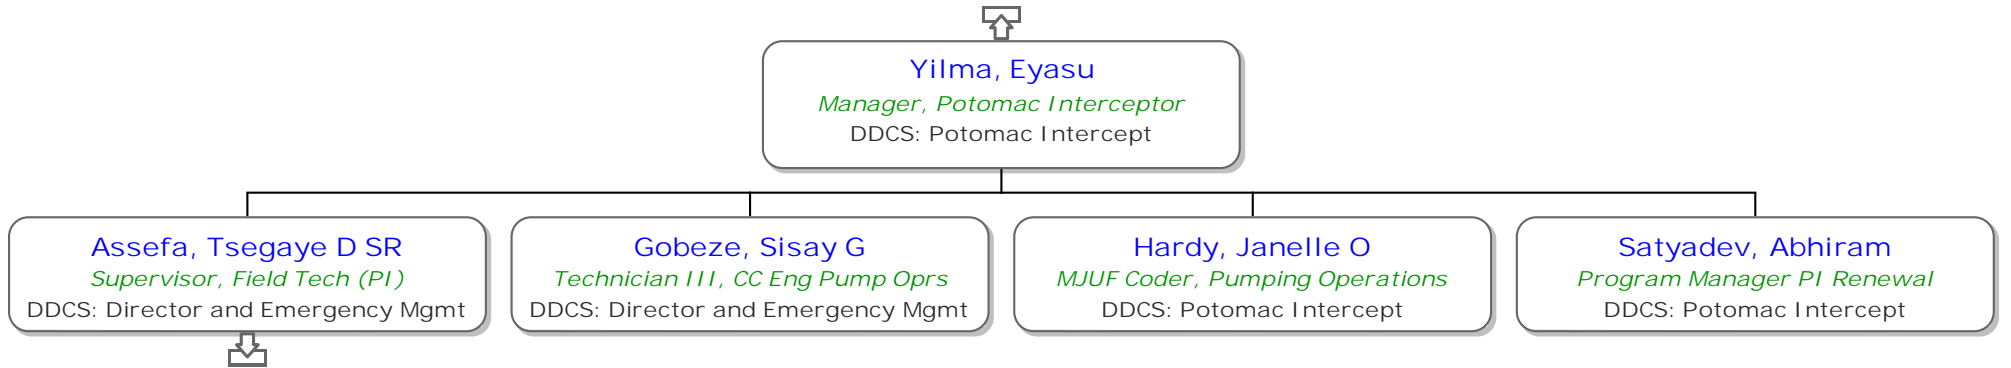 Yilma, Eyasu
Manager, Potomac Interceptor
DDCS: Potomac Intercept
Assefa, Tsegaye D SR
Supervisor, Field Tech (PI)
DDCS: Director and Emergency Mgmt
Gobeze, Sisay G
Technician III, CC Eng Pump Oprs
DDCS: Director and Emergency Mgmt
Hardy, Janelle O
MJUF Coder, Pumping Operations
DDCS: Potomac Intercept
Satyadev, Abhiram
Program Manager PI Renewal
DDCS: Potomac Intercept